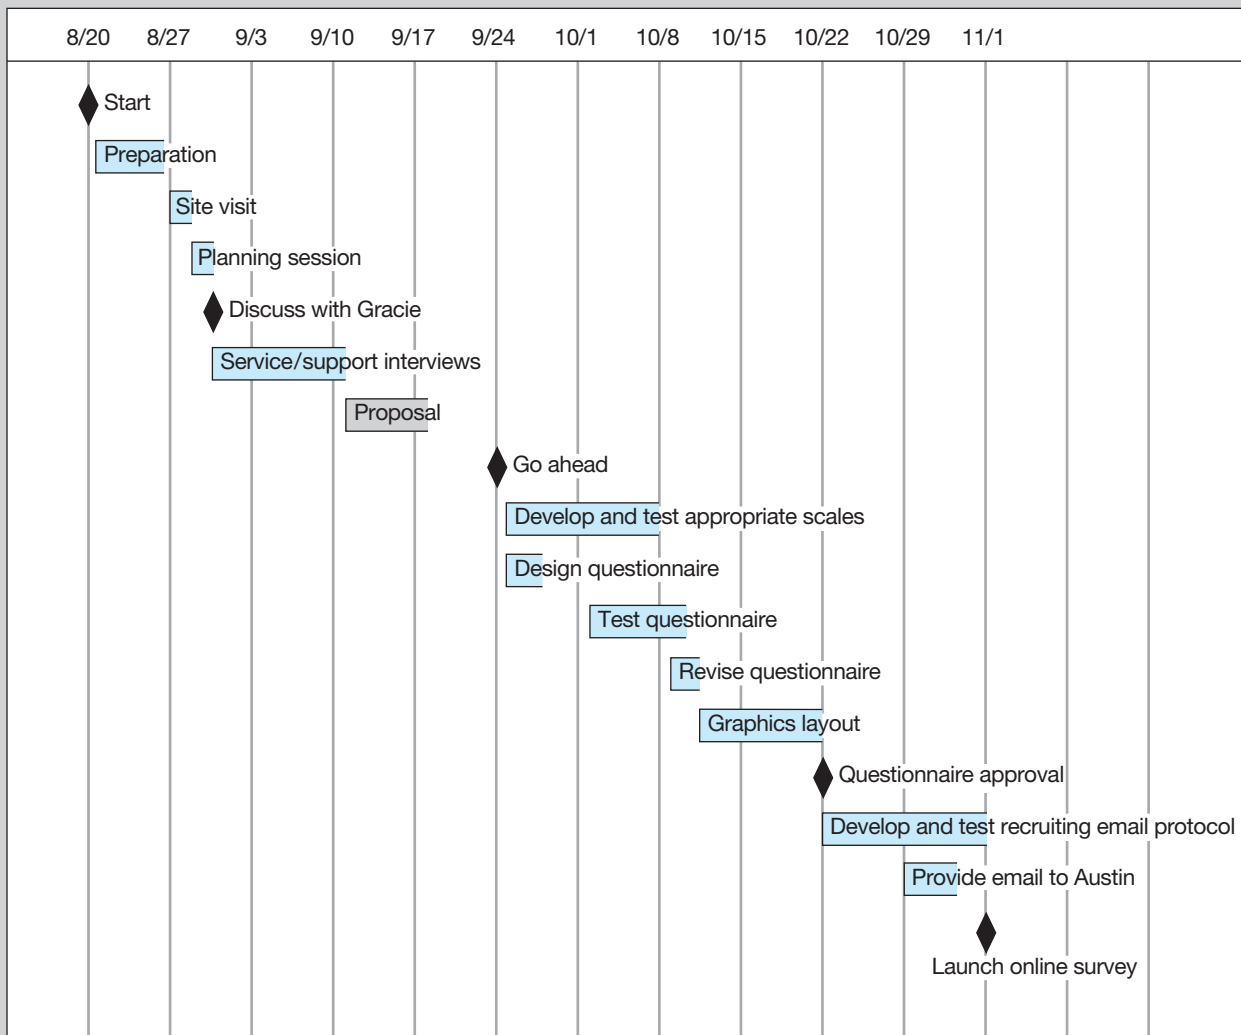 8/20 8/27 9/3 9/10 9/17 9/24 10/1 10/8 10/15 10/22 10/29 11/1
Start
Preparation
Site visit
Planning session
Discuss with Gracie
Service/support interviews
Proposal
Go ahead
Develop and test appropriate scales
Design questionnaire
Test questionnaire
Revise questionnaire
Graphics layout
Questionnaire approval
Develop and test recruiting email protocol
Provide email to Austin
Launch online survey